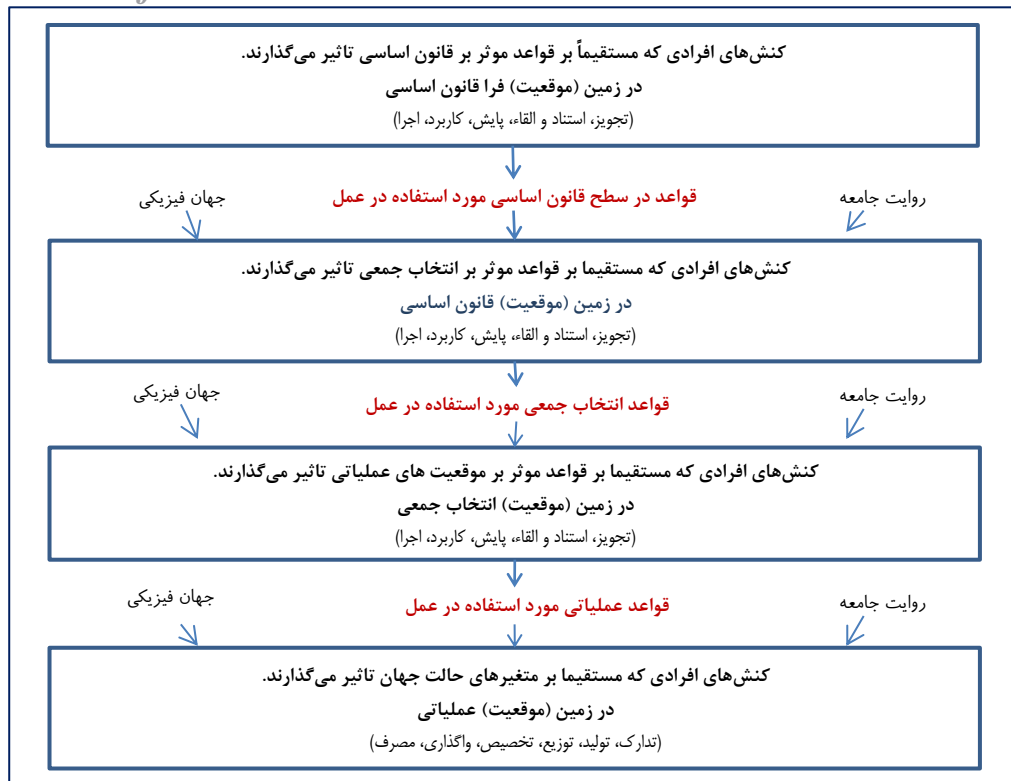 کنش‌های افرادی که مستقیماً بر قواعد موثر بر قانون اساسی تاثیر می‌گذارند.
در زمین (موقعیت) فرا قانون اساسی
(تجویز، استناد و القاء، پایش، کاربرد، اجرا)
روایت جامعه
قواعد در سطح قانون اساسی مورد استفاده در عمل
جهان فیزیکی
کنش‌های افرادی که مستقیما بر قواعد موثر بر انتخاب جمعی تاثیر می‌گذارند.
در زمین (موقعیت) قانون اساسی
(تجویز، استناد و القاء، پایش، کاربرد، اجرا)
روایت جامعه
قواعد انتخاب جمعی مورد استفاده در عمل
جهان فیزیکی
کنش‌های افرادی که مستقیما بر قواعد موثر بر موقعیت های عملیاتی تاثیر می‌گذارند.
در زمین (موقعیت) انتخاب جمعی
(تجویز، استناد و القاء، پایش، کاربرد، اجرا)
روایت جامعه
قواعد عملیاتی مورد استفاده در عمل
جهان فیزیکی
کنش‌های افرادی که مستقیما بر متغیرهای حالت جهان تاثیر می‌گذارند.
در زمین (موقعیت) عملیاتی
(تدارک، تولید، توزیع، تخصیص، واگذاری، مصرف)